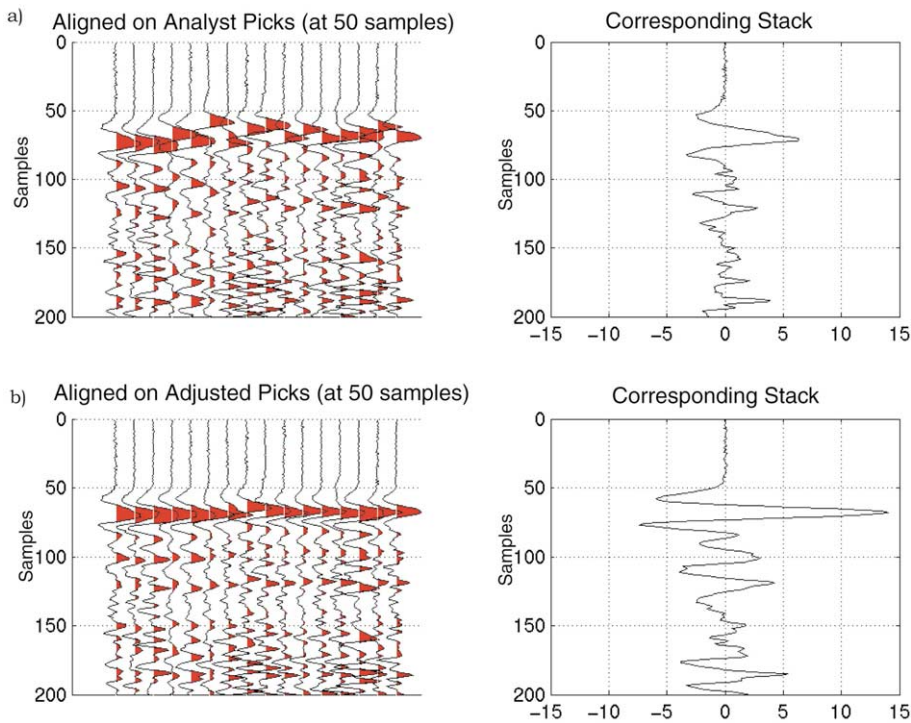 a)
Aligned on Analyst Picks (at 50 samples)
Corresponding Stack
0
50
100
150
200
Samples
0
50
100
150
200
Samples
−15 −10 −5 0 5 10 15
b)
Aligned on Adjusted Picks (at 50 samples)
Corresponding Stack
0
50
100
150
200
Samples
0
50
100
150
200
Samples
−15 −10 −5 0 5 10 15